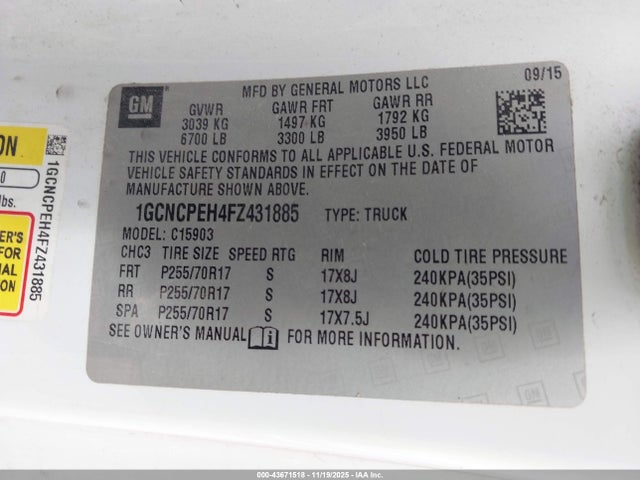 MFD BY GENERAL MOTORS LLC
09/15
GM
GVWR GAWR FRT GAWR RR
3039 KG 1497 KG 1792 KG
6700 LB 3300 LB 3950 LB
THIS VEHICLE CONFORMS TO ALL APPLICABLE U.S. FEDERAL MOTOR
VEHICLE SAFETY STANDARDS IN EFFECT ON THE DATE OF
MANUFACTURE SHOWN ABOVE.
1GCNCPEH4FZ431885 TYPE: TRUCK
MODEL: C15903
CHC3 TIRE SIZE SPEED RTG RIM COLD TIRE PRESSURE
FRT P255/70R17 S 17X8J 240KPA(35PSI)
RR P255/70R17 S 17X8J 240KPA(35PSI)
SPA P255/70R17 S 17X7.5J 240KPA(35PSI)
SEE OWNER'S MANUAL FOR MORE INFORMATION.
ON
0
lbs.
ER'S
FOR
NAL
N
1GCNCPEH4FZ431885
000-43671518 - 11/19/2025 - IAA Inc.